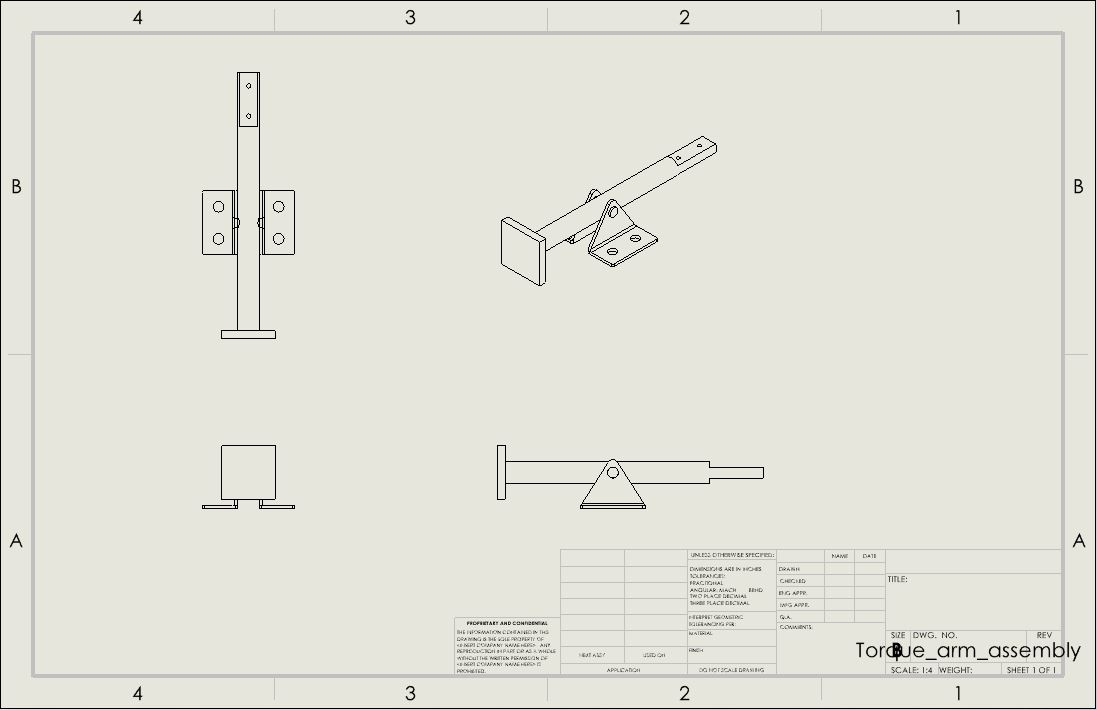 4 3 2 1
B B
A A
UNLESS OTHERWISE SPECIFIED:
NAME DATE
DIMENSIONS ARE IN INCHES
TOLERANCES:
FRACTIONAL
ANGULAR: MACH BEND
TWO PLACE DECIMAL
THREE PLACE DECIMAL
DRAWN
CHECKED
ENG APPR.
MFG APPR.
INTERPRET GEOMETRIC
TOLERANCING PER:
Q.A.
COMMENTS:
MATERIAL
FINISH
TITLE:
PROPRIETARY AND CONFIDENTIAL
THE INFORMATION CONTAINED IN THIS
DRAWING IS THE SOLE PROPERTY OF
<INSERT COMPANY NAME HERE>. ANY
REPRODUCTION IN PART OR AS A WHOLE
WITHOUT THE WRITTEN PERMISSION OF
<INSERT COMPANY NAME HERE> IS
PROHIBITED.
NEXT ASSY USED ON
APPLICATION DO NOT SCALE DRAWING
SIZE DWG. NO. REV
B
Torque_arm_assembly
SCALE: 1:4 WEIGHT: SHEET 1 OF 1
4 3 2 1